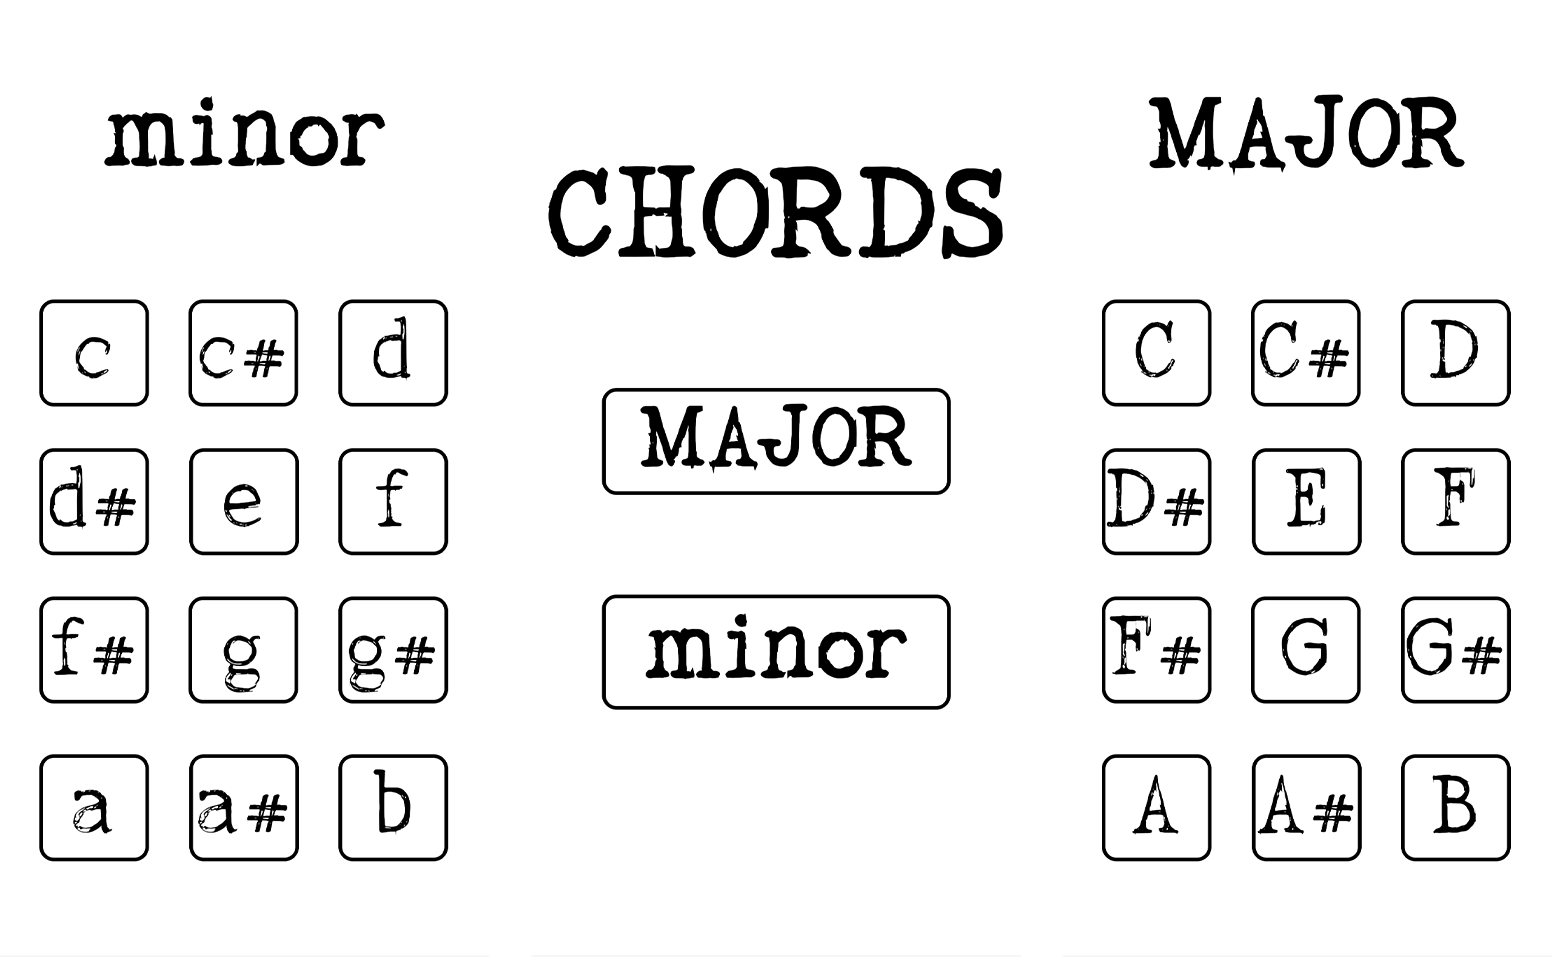 minor
c c# d
d# e f
f# g g#
a a# b
CHORDS
MAJOR
minor
MAJOR
C C# D
D# E F
F# G G#
A A# B